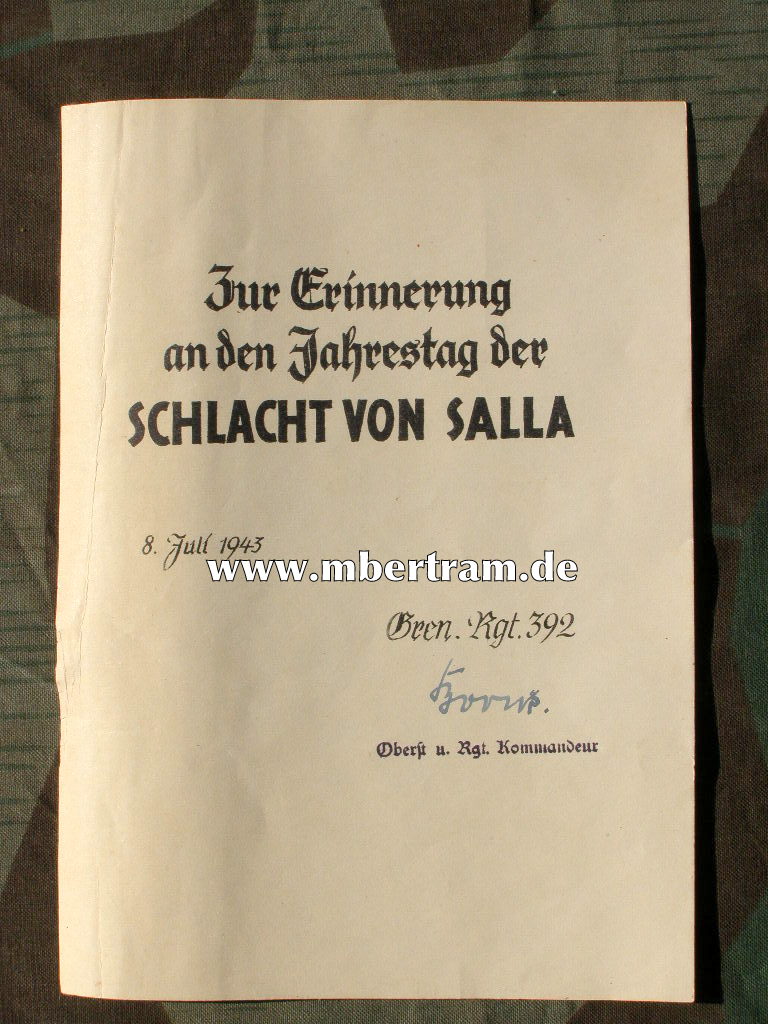 Zur Erinnerung
an den Jahrestag der
SCHLACHT VON SALLA
8. Juli 1943
www.mbertram.de
Gren. Rgt. 392
Oberst u. Rgt. Kommandeur